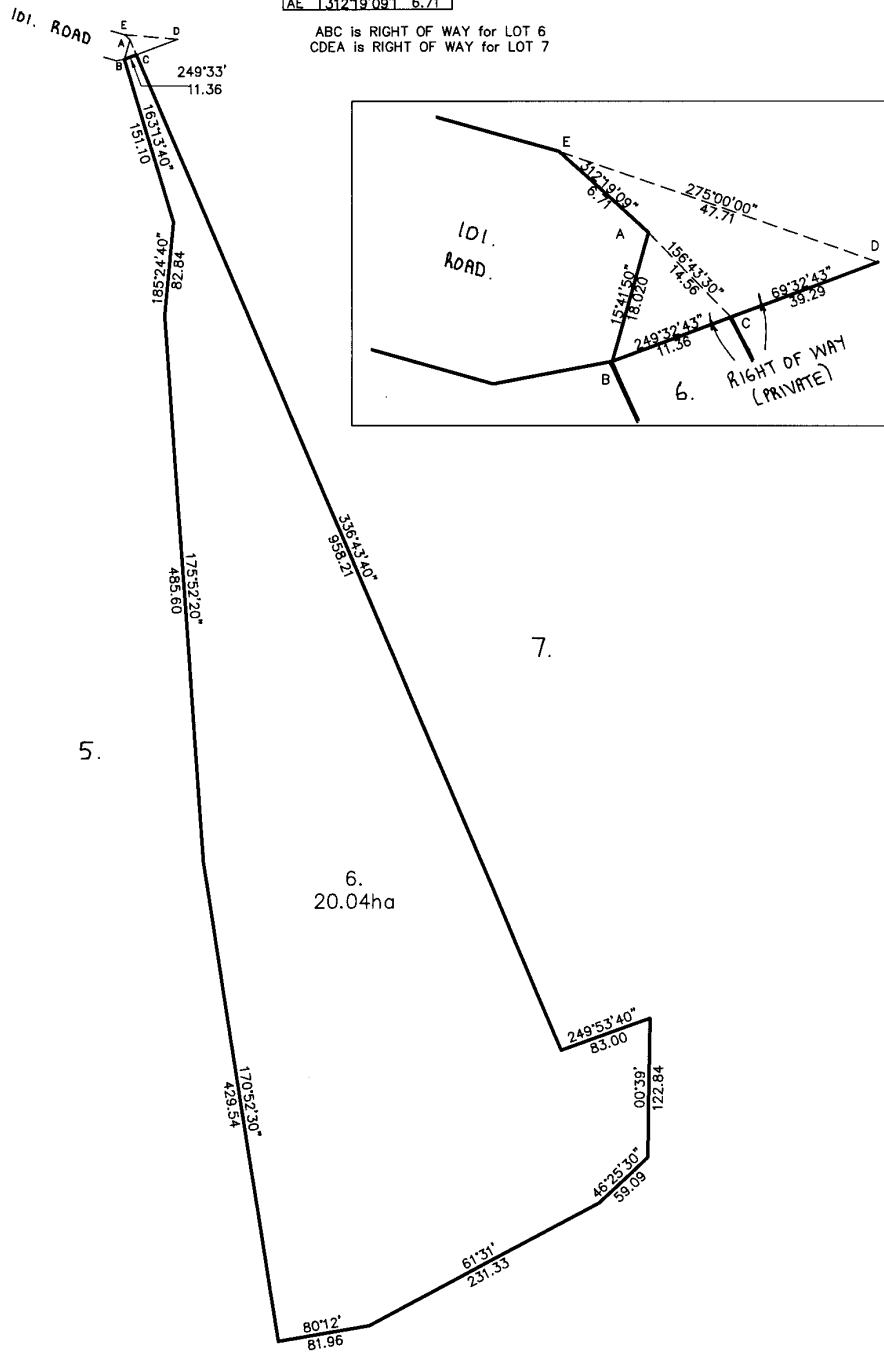 AE 312°19'09" 6.71
ABC is RIGHT OF WAY for LOT 6
CDEA is RIGHT OF WAY for LOT 7
101. ROAD
E
D
A
B
C
249°33'
11.36
163°13'40"
151.10
185°24'40"
82.84
175°52'20"
485.60
336°43'40"
958.21
5.
7.
6.
20.04ha
170°52'30"
429.54
249°53'40"
83.00
00°39'
122.84
46°25'30"
59.09
61°31'
231.33
80°12'
81.96
E
312°19'09"
6.71
275°00'00"
47.71
101.
ROAD.
A
D
156°43'30"
14.56
15°41'50"
18.020
69°32'43"
39.29
249°32'43"
11.36
C
B
6.
RIGHT OF WAY
(PRIVATE)